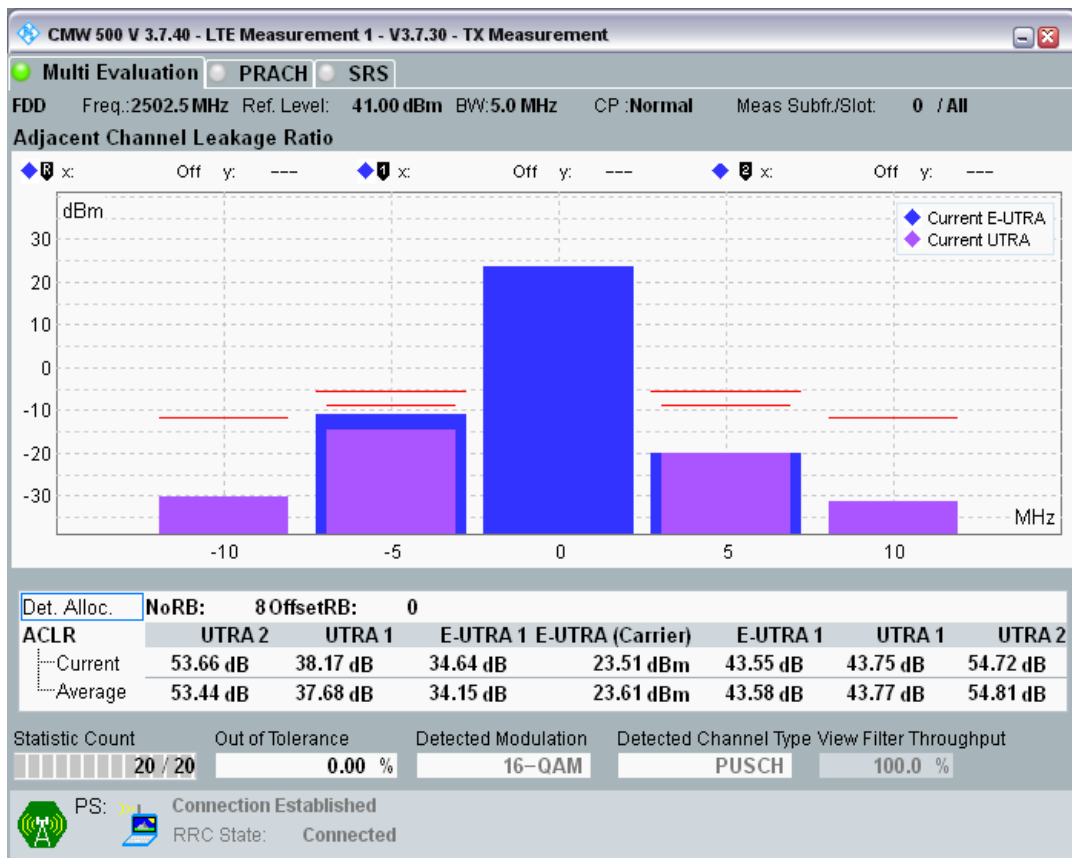 CMW 500 V 3.7.40 - LTE Measurement 1 - V3.7.30 - TX Measurement
Multi Evaluation PRACH SRS
FDD Freq.:2502.5 MHz Ref. Level: 41.00 dBm BW:5.0 MHz CP :Normal Meas Subfr./Slot: 0 / All
Adjacent Channel Leakage Ratio
R x: Off y: --- 1 x: Off y: --- 2 x: Off y: ---
dBm
Current E-UTRA
Current UTRA
30
20
10
0
-10
-20
-30
MHz
-10 -5 0 5 10
Det. Alloc. NoRB: 8 OffsetRB: 0
ACLR UTRA 2 UTRA 1 E-UTRA 1 E-UTRA (Carrier) E-UTRA 1 UTRA 1 UTRA 2
Current 53.66 dB 38.17 dB 34.64 dB 23.51 dBm 43.55 dB 43.75 dB 54.72 dB
Average 53.44 dB 37.68 dB 34.15 dB 23.61 dBm 43.58 dB 43.77 dB 54.81 dB
Statistic Count Out of Tolerance Detected Modulation Detected Channel Type View Filter Throughput
20 / 20 0.00 % 16-QAM PUSCH 100.0 %
PS: Connection Established
RRC State: Connected